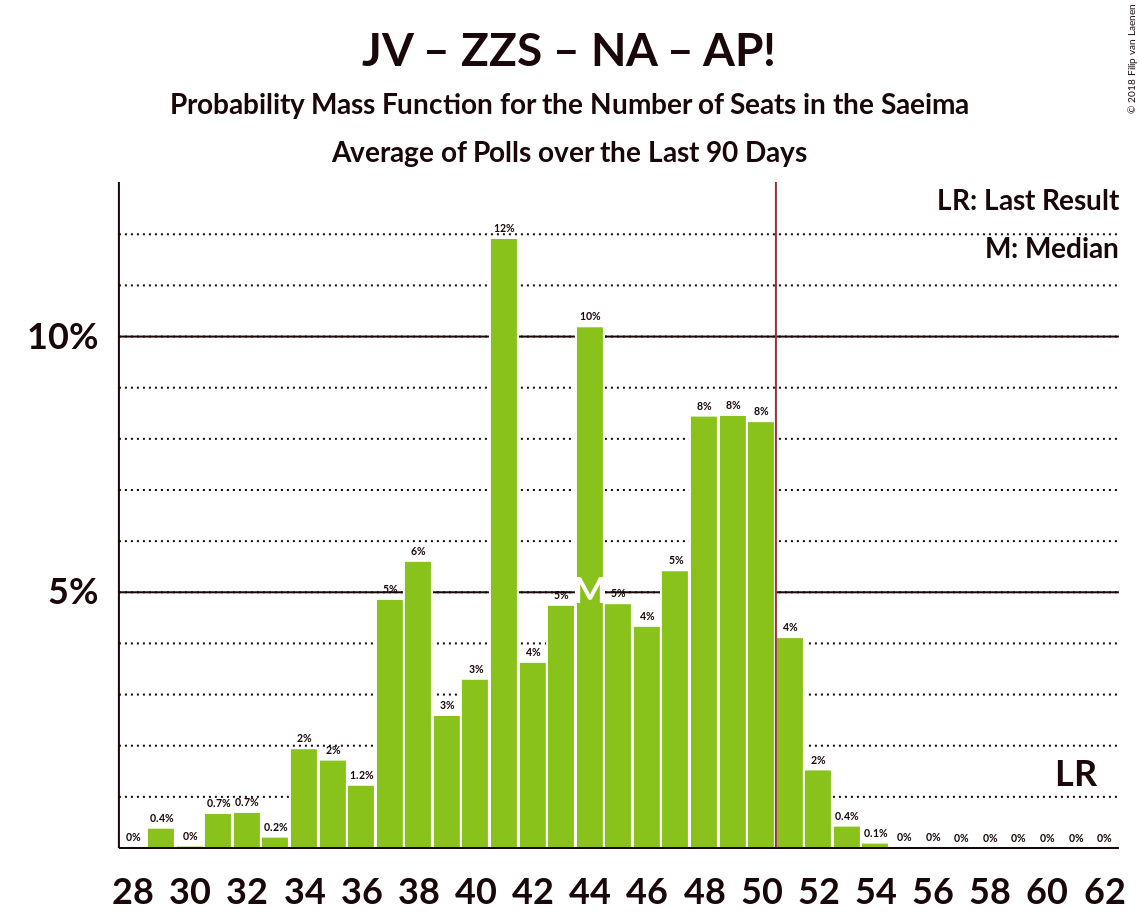 JV – ZZS – NA – AP!
Probability Mass Function for the Number of Seats in the Saeima
Average of Polls over the Last 90 Days
© 2018 Filip van Laenen
LR: Last Result
M: Median
10%
5%
0% 0.4% 0% 0.7% 0.7% 0.2% 2% 2% 1.2% 5% 6% 3% 3% 12% 4% 5% 10% 5% 4% 5% 8% 8% 8% 4% 2% 0.4% 0.1% 0% 0% 0% 0% 0% 0% 0% 0%
M
LR
28 30 32 34 36 38 40 42 44 46 48 50 52 54 56 58 60 62